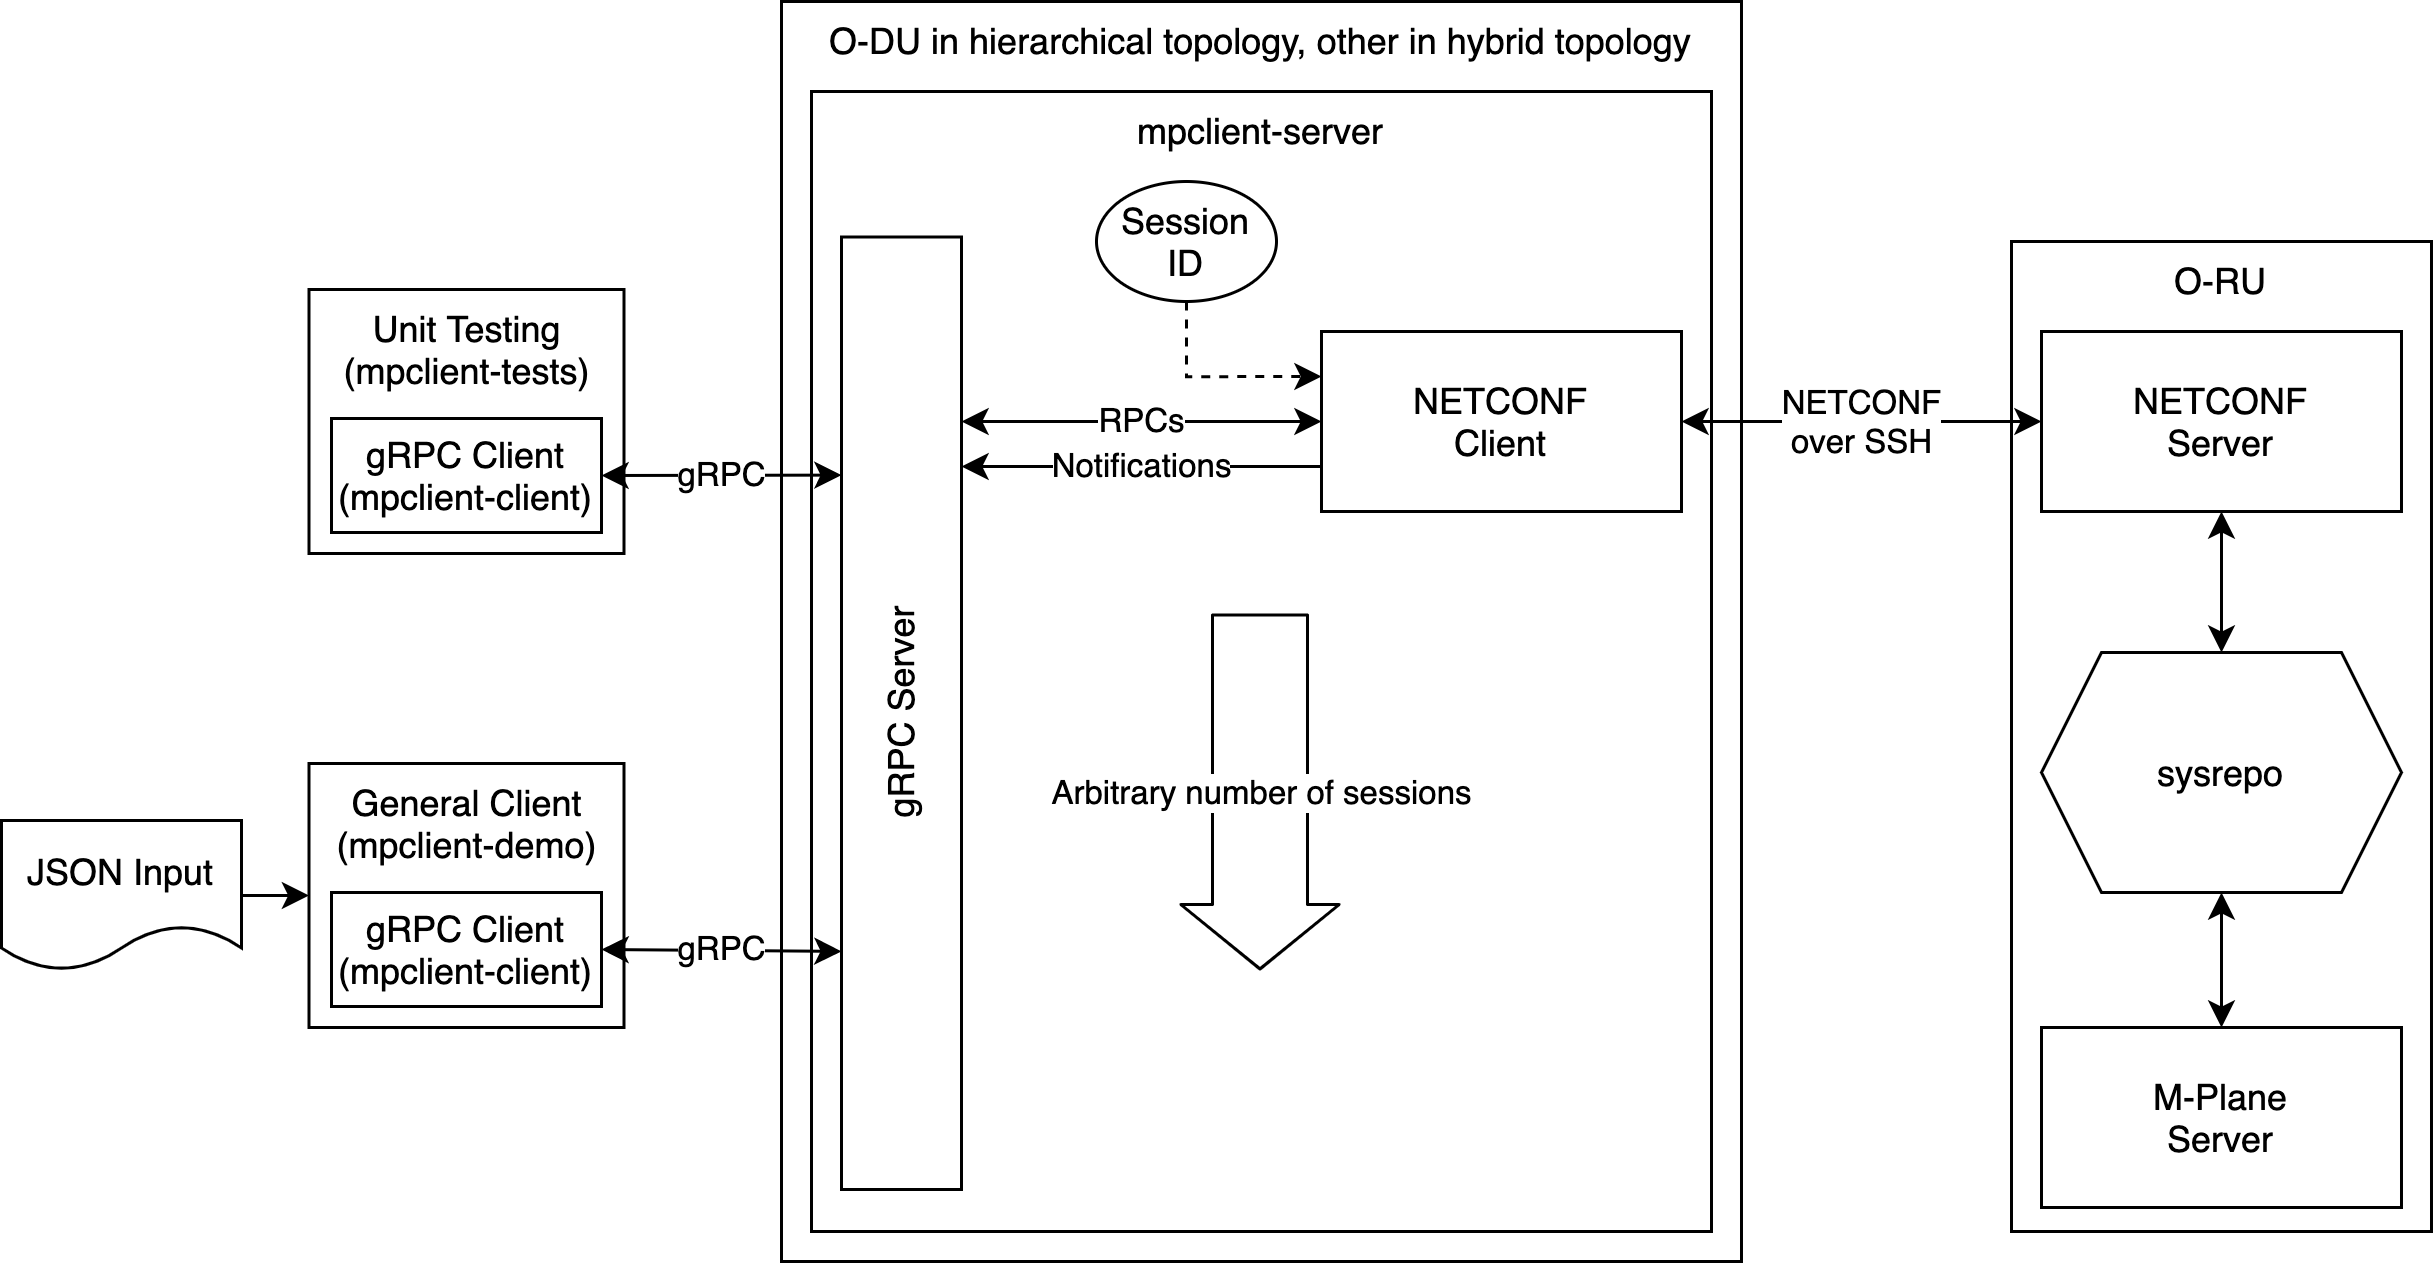 O-DU in hierarchical topology, other in hybrid topology
mpclient-server
Session
ID
Unit Testing
(mpclient-tests)
gRPC Client
(mpclient-client)
gRPC
RPCs
Notifications
NETCONF
Client
NETCONF
over SSH
O-RU
NETCONF
Server
gRPC Server
Arbitrary number of sessions
sysrepo
JSON Input
General Client
(mpclient-demo)
gRPC Client
(mpclient-client)
gRPC
M-Plane
Server